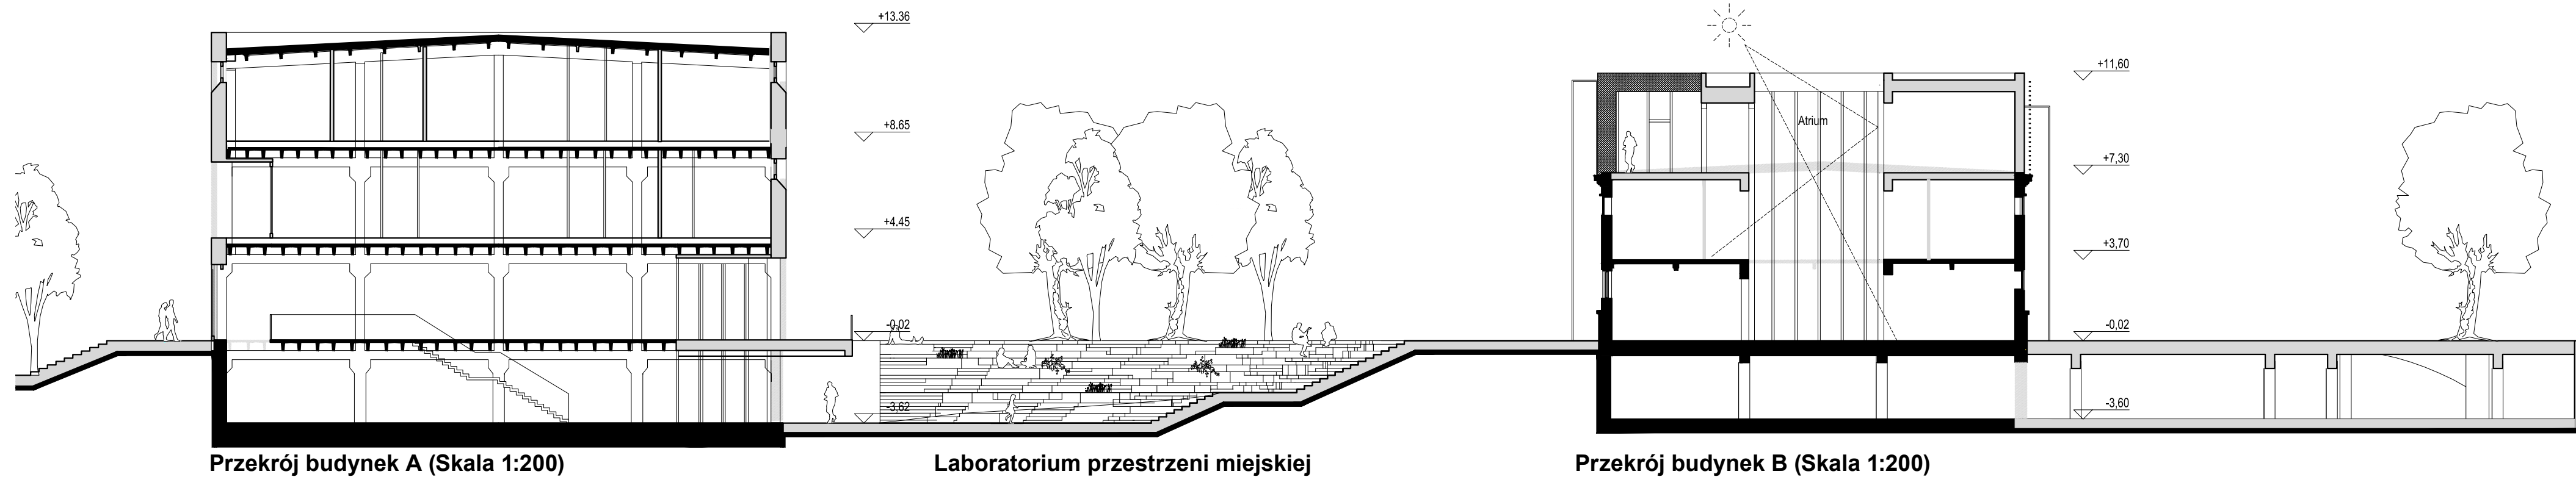 +13.36
+8.65
+4.45
-0,02
-3,62
Atrium
+11,60
+7,30
+3,70
-0,02
-3,60
Przekrój budynek A (Skala 1:200)
Laboratorium przestrzeni miejskiej
Przekrój budynek B (Skala 1:200)